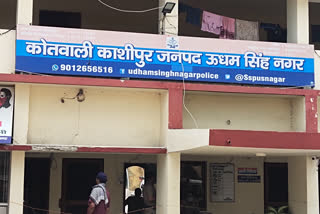 कोतवाली काशीपुर जनपद ऊधम सिंह नगर
9012656516 udhamsinghnagarpolice @Sspusnagar